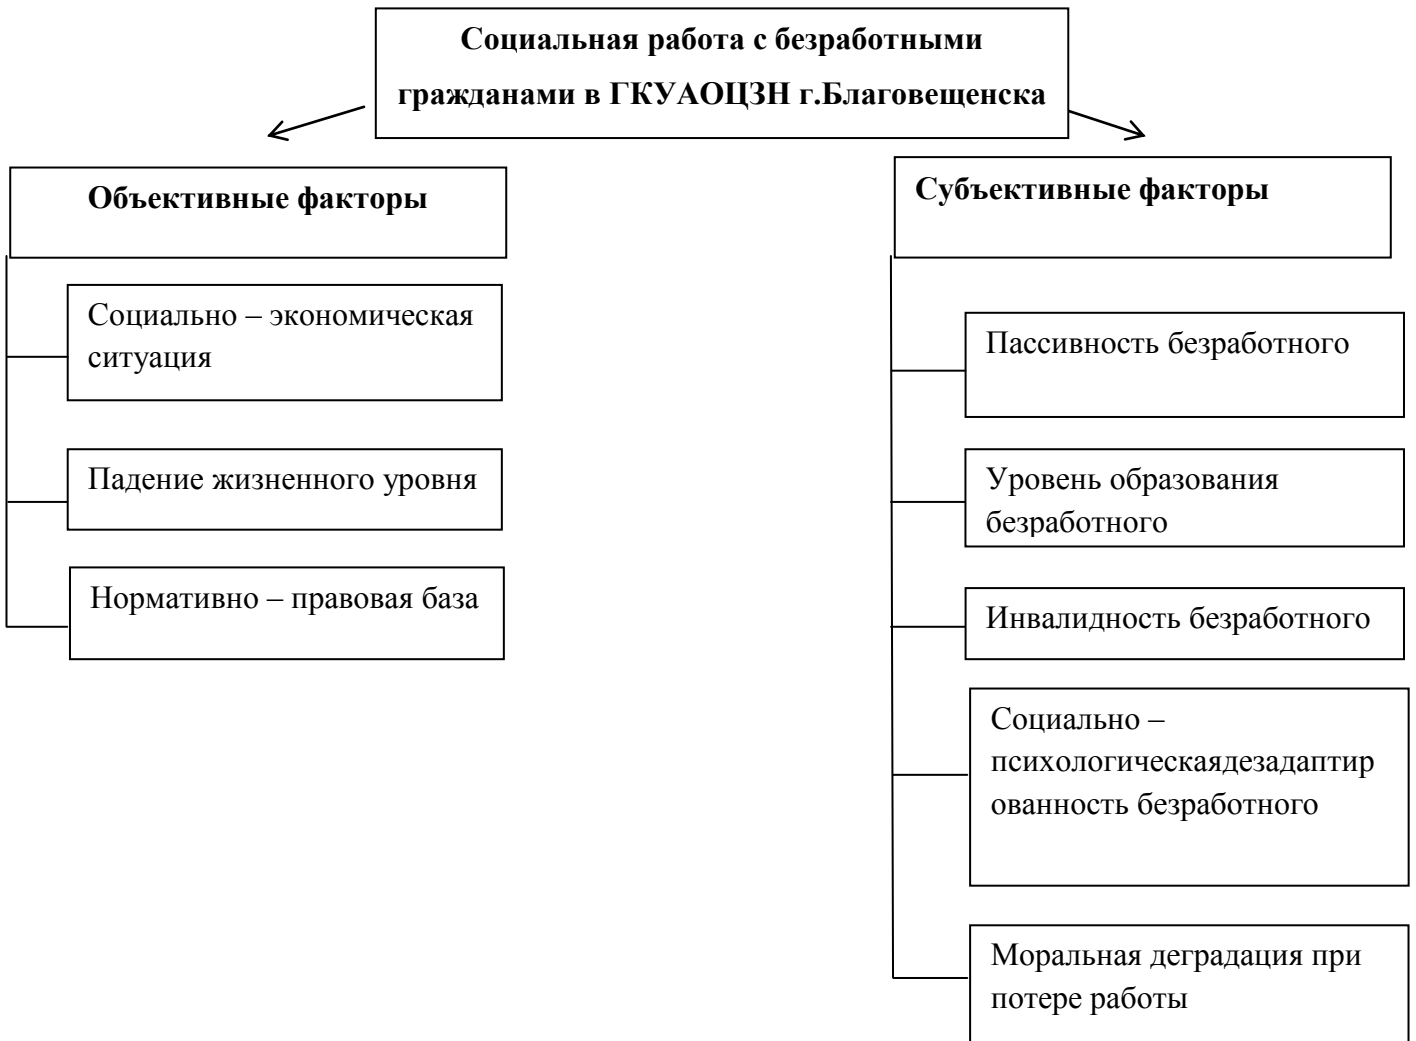 Социальная работа с безработными
гражданами в ГКУАОЦЗН г.Благовещенска
Объективные факторы
Социально – экономическая
ситуация
Падение жизненного уровня
Нормативно – правовая база
Субъективные факторы
Пассивность безработного
Уровень образования
безработного
Инвалидность безработного
Социально –
психологическаядезадаптир
ованность безработного
Моральная деградация при
потере работы